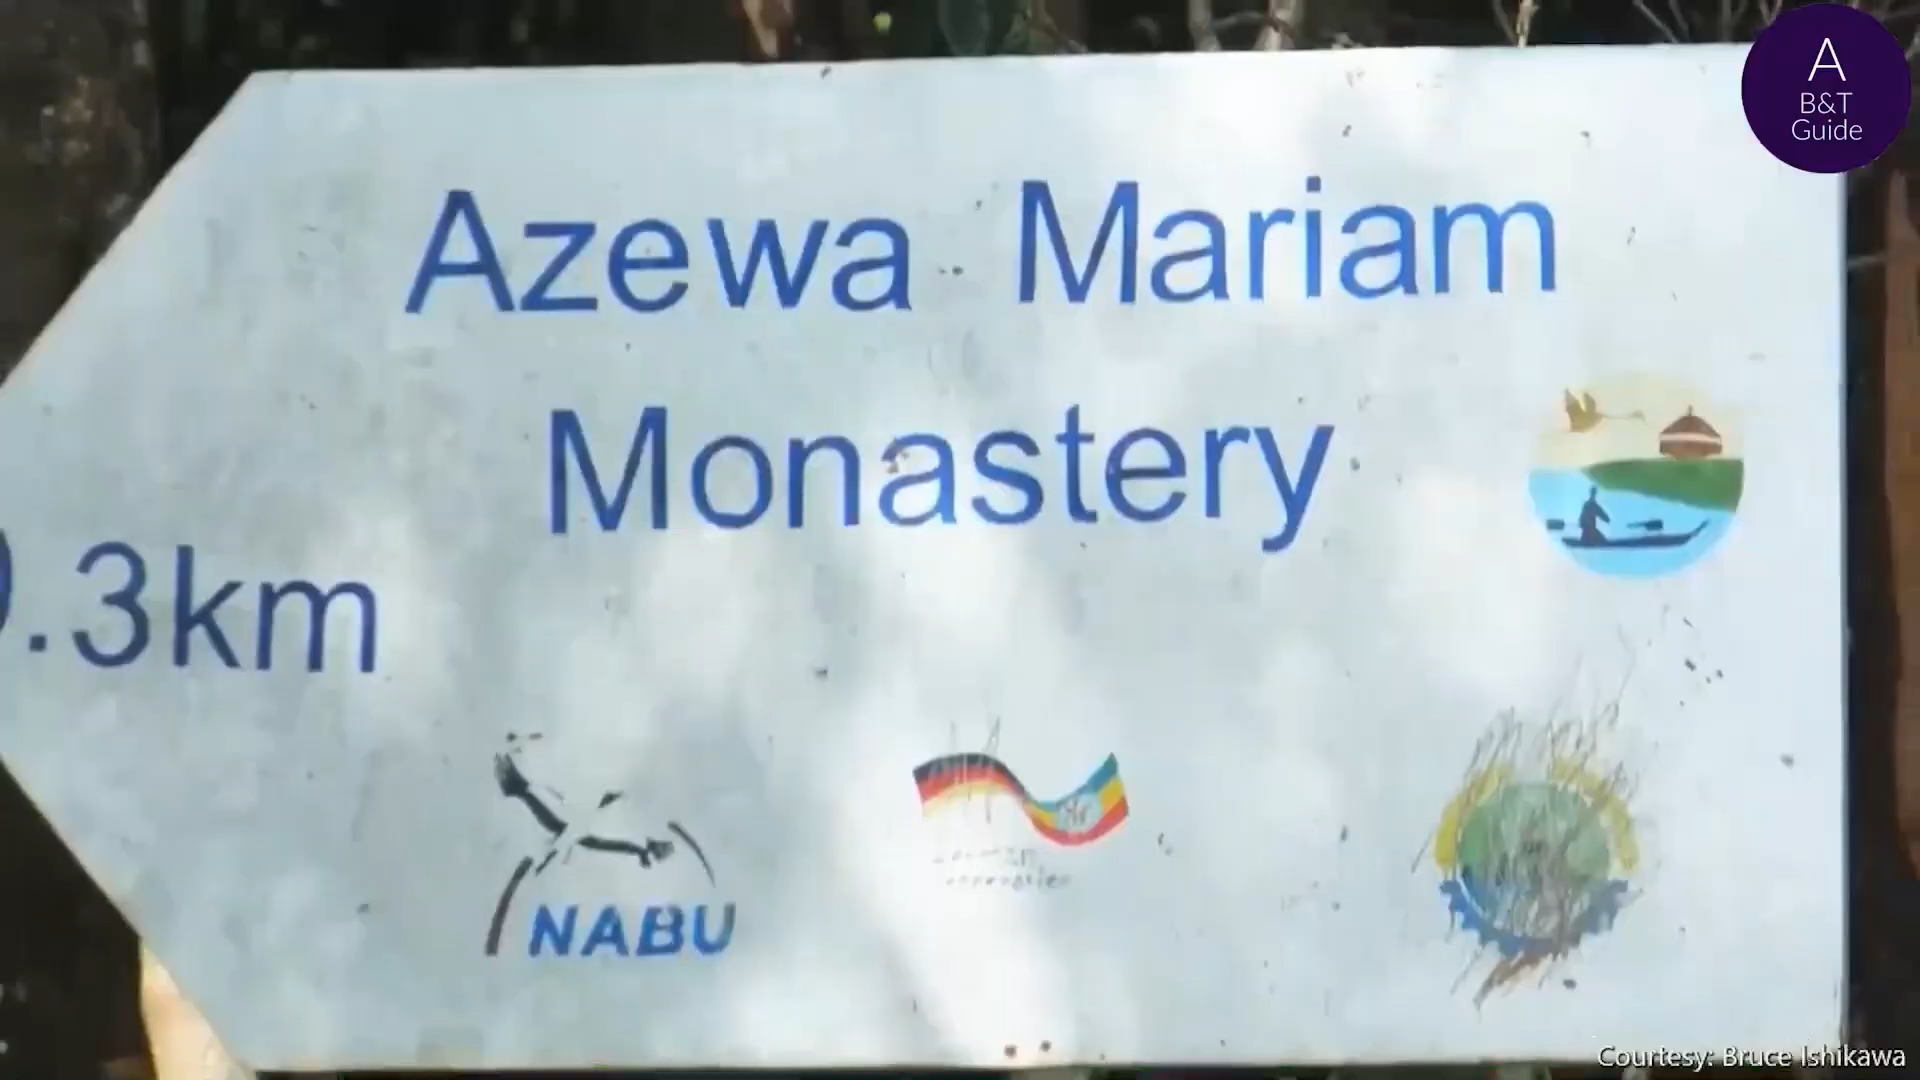 A
B&T
Guide
Azewa Mariam
Monastery
.3km
NABU
Courtesy: Bruce Ishikawa